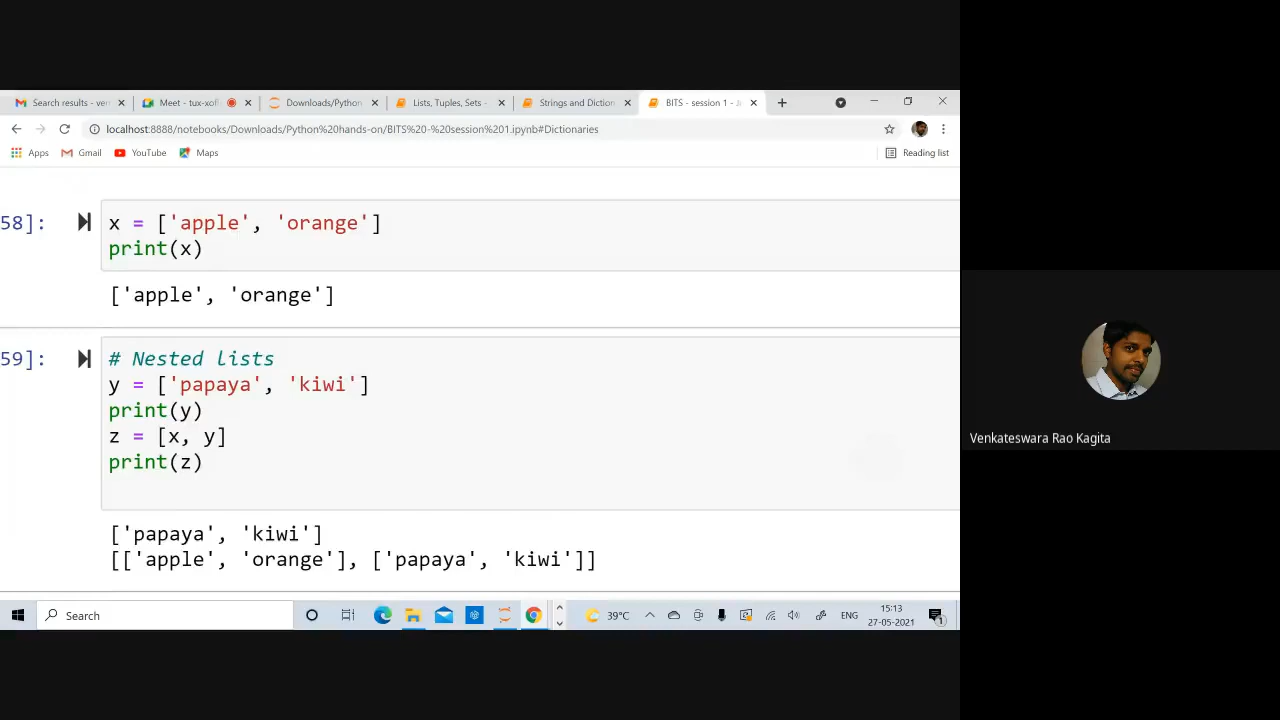 Search results - ver
Meet - tux-xof
Downloads/Python
Lists, Tuples, Sets -
Strings and Diction
BITS - session 1 - J
localhost:8888/notebooks/Downloads/Python%20hands-on/BITS%20-%20session%201.ipynb#Dictionaries
Apps
Gmail
YouTube
Maps
Reading list
58]:
x = ['apple', 'orange']
print(x)
['apple', 'orange']
59]:
# Nested lists
y = ['papaya', 'kiwi']
print(y)
z = [x, y]
print(z)
['papaya', 'kiwi']
[['apple', 'orange'], ['papaya', 'kiwi']]
Venkateswara Rao Kagita
Search
39°C
ENG
15:13
27-05-2021
1